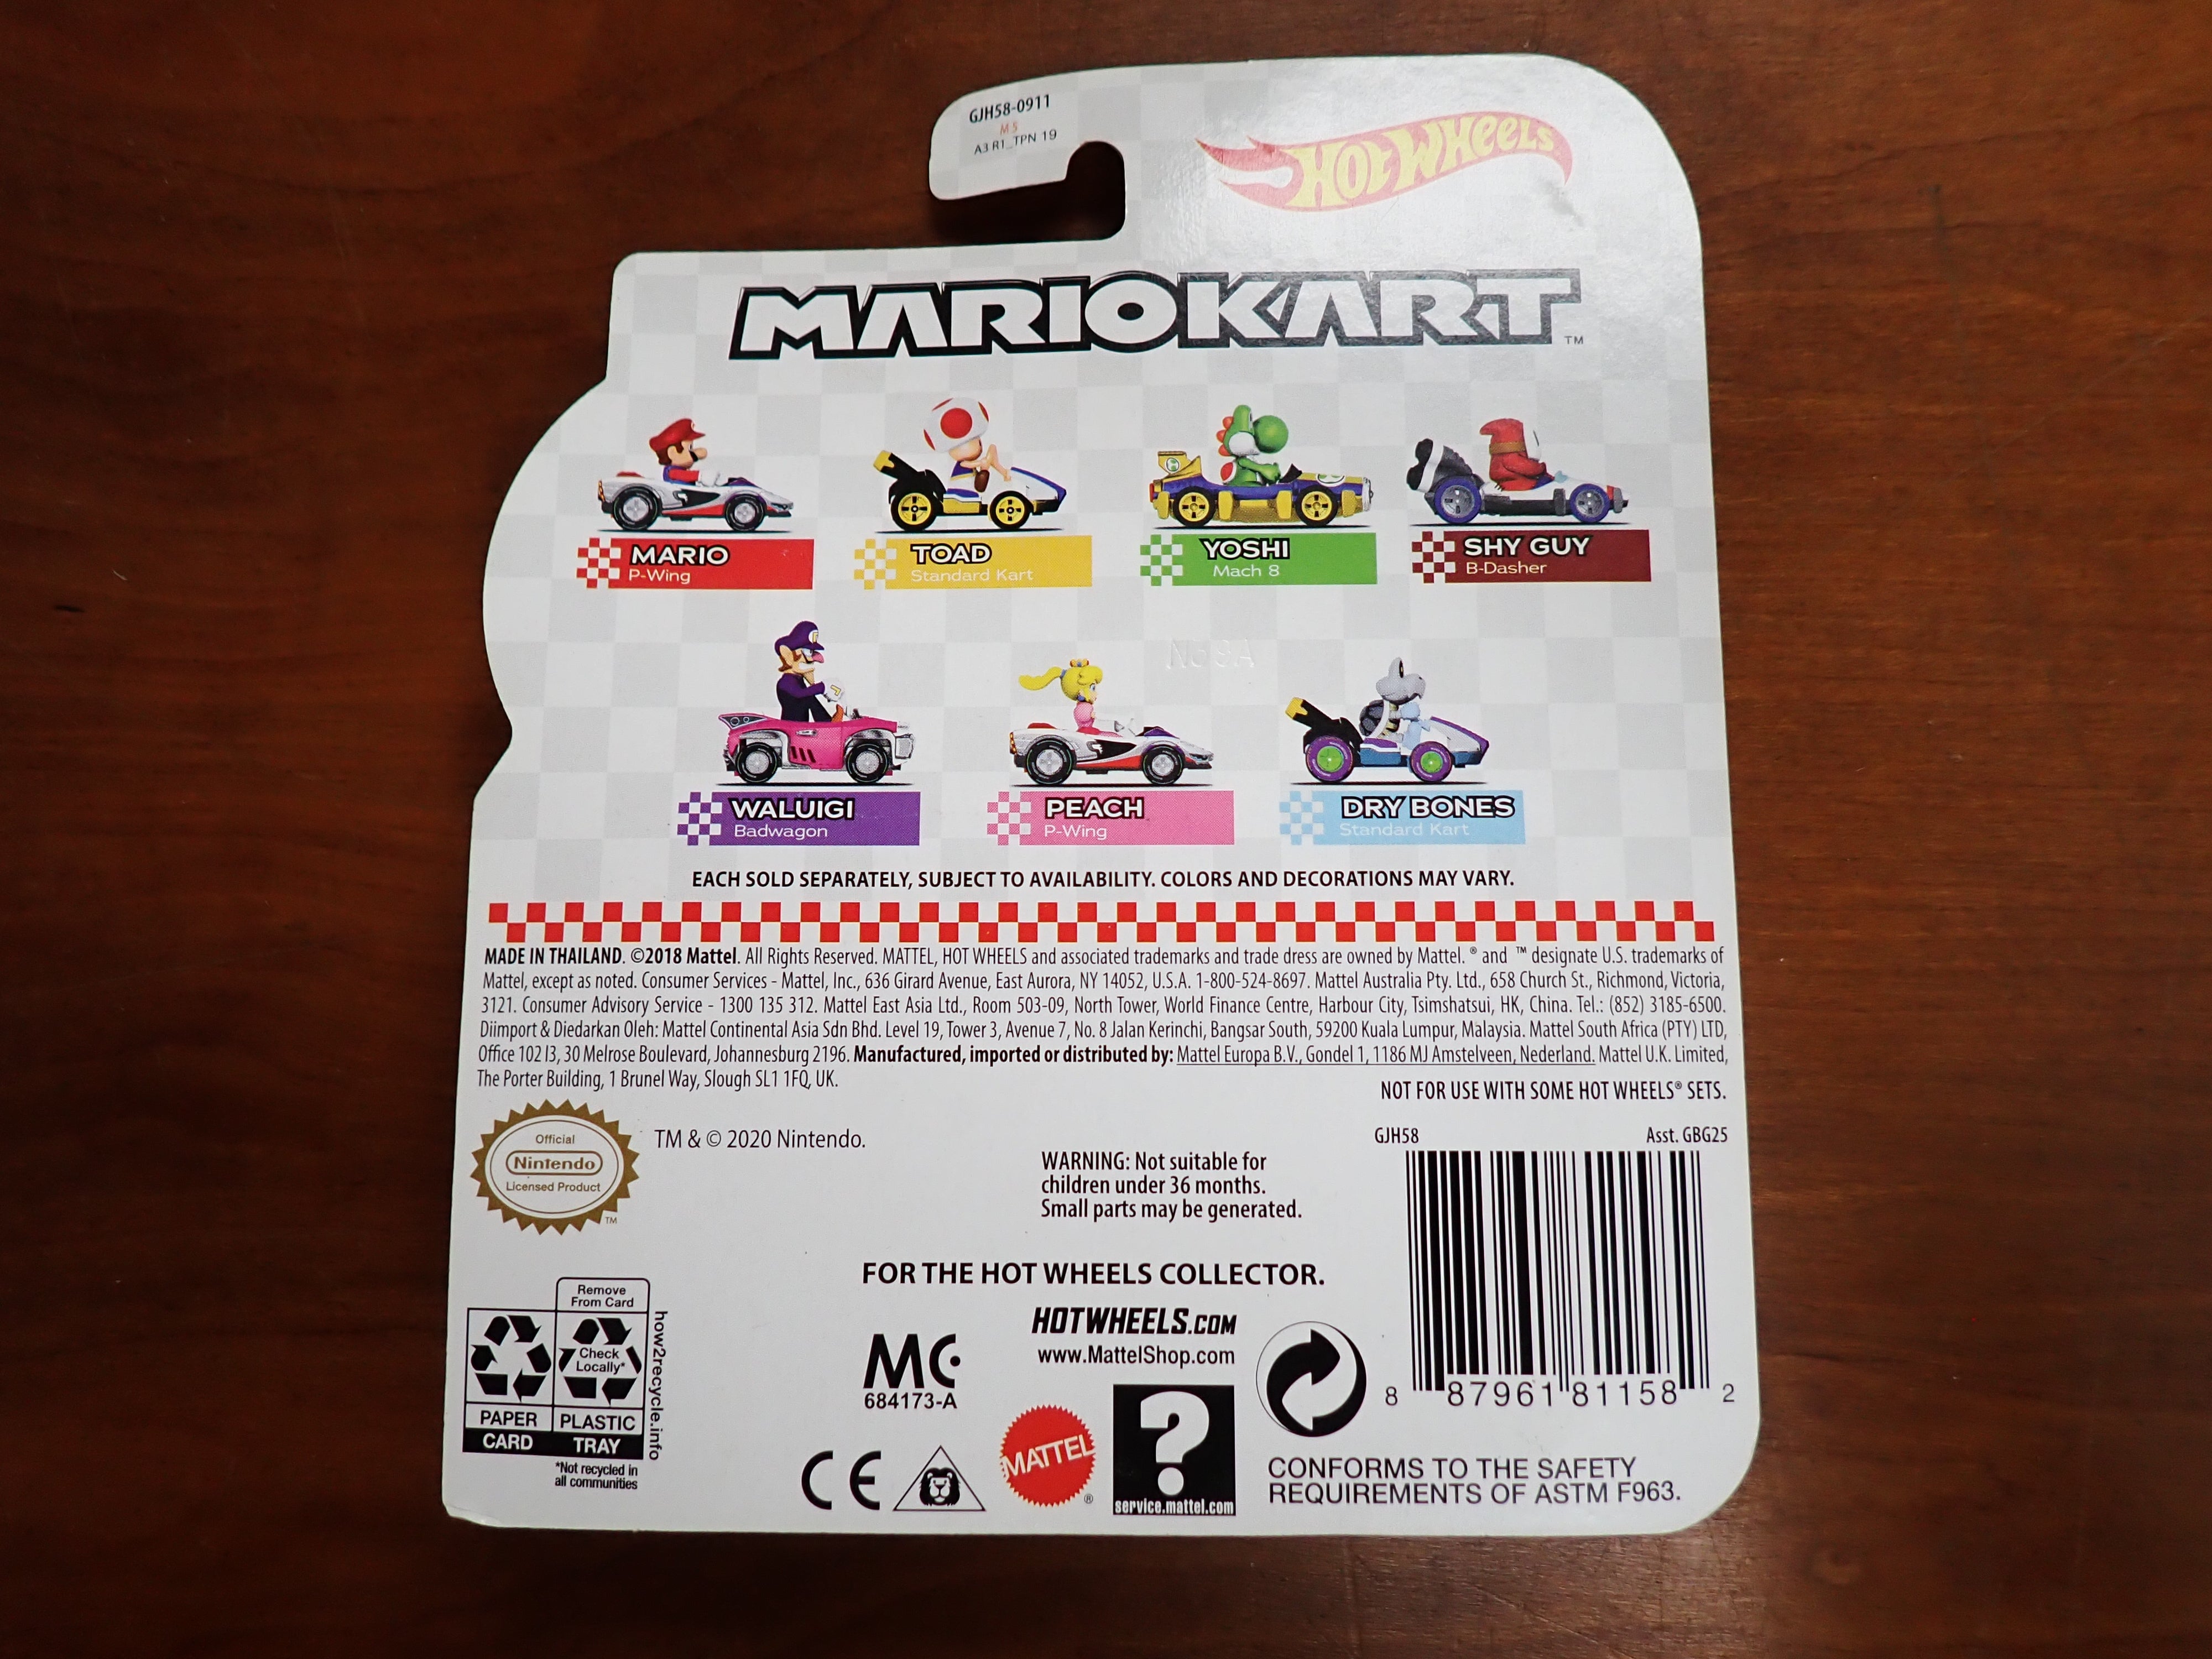 GJH58-0911
M5
A3 R1_TPN 19
HOT WHEELS
MARIOKART™
MARIO
P-Wing
TOAD
Standard Kart
YOSHI
Mach 8
SHY GUY
B-Dasher
N69A
WALUIGI
Badwagon
PEACH
P-Wing
DRY BONES
Standard Kart
EACH SOLD SEPARATELY, SUBJECT TO AVAILABILITY. COLORS AND DECORATIONS MAY VARY.
MADE IN THAILAND. ©2018 Mattel. All Rights Reserved. MATTEL, HOT WHEELS and associated trademarks and trade dress are owned by Mattel. ® and ™ designate U.S. trademarks of
Mattel, except as noted. Consumer Services - Mattel, Inc., 636 Girard Avenue, East Aurora, NY 14052, U.S.A. 1-800-524-8697. Mattel Australia Pty. Ltd., 658 Church St., Richmond, Victoria,
3121. Consumer Advisory Service - 1300 135 312. Mattel East Asia Ltd., Room 503-09, North Tower, World Finance Centre, Harbour City, Tsimshatsui, HK, China. Tel.: (852) 3185-6500.
Diimport & Diedarkan Oleh: Mattel Continental Asia Sdn Bhd. Level 19, Tower 3, Avenue 7, No. 8 Jalan Kerinchi, Bangsar South, 59200 Kuala Lumpur, Malaysia. Mattel South Africa (PTY) LTD,
Office 102 I3, 30 Melrose Boulevard, Johannesburg 2196. Manufactured, imported or distributed by: Mattel Europa B.V., Gondel 1, 1186 MJ Amstelveen, Nederland. Mattel U.K. Limited,
The Porter Building, 1 Brunel Way, Slough SL1 1FQ, UK.
NOT FOR USE WITH SOME HOT WHEELS® SETS.
Official
Nintendo
Licensed Product
™
TM & © 2020 Nintendo.
WARNING: Not suitable for
children under 36 months.
Small parts may be generated.
GJH58 Asst. GBG25
8 87961 81158 2
FOR THE HOT WHEELS COLLECTOR.
HOTWHEELS.COM
www.MattelShop.com
MC
684173-A
Remove
From Card
Check
Locally*
PAPER
CARD
PLASTIC
TRAY
*Not recycled in
all communities
how2recycle.info
CE
MATTEL®
?
service.mattel.com
CONFORMS TO THE SAFETY
REQUIREMENTS OF ASTM F963.